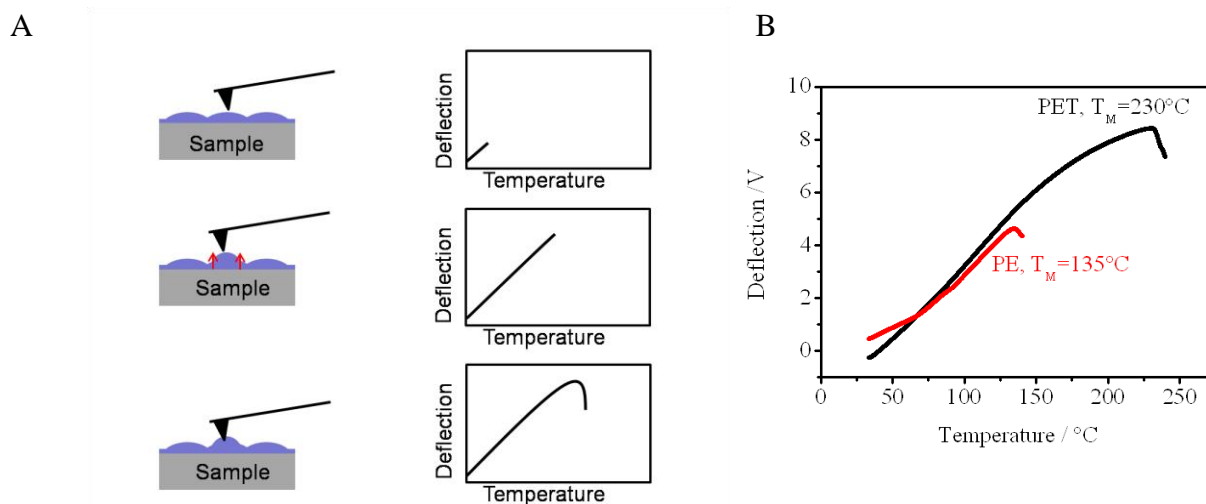 A
Sample
Deflection
Temperature
Sample
Deflection
Temperature
Sample
Deflection
Temperature
B
10
8
6
4
2
0
Deflection /V
PET, TM=230°C
PE, TM=135°C
0
50
100
150
200
250
Temperature / °C